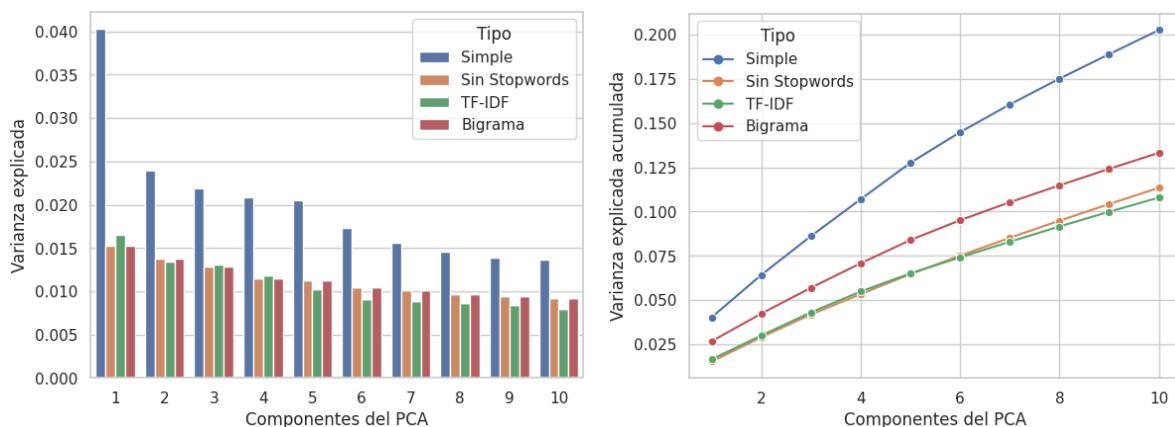 Varianza explicada
0.040
0.035
0.030
0.025
0.020
0.015
0.010
0.005
0.000
Tipo
Simple
Sin Stopwords
TF-IDF
Bigrama
1 2 3 4 5 6 7 8 9 10
Componentes del PCA
Varianza explicada acumulada
0.200
0.175
0.150
0.125
0.100
0.075
0.050
0.025
Tipo
Simple
Sin Stopwords
TF-IDF
Bigrama
2 4 6 8 10
Componentes del PCA